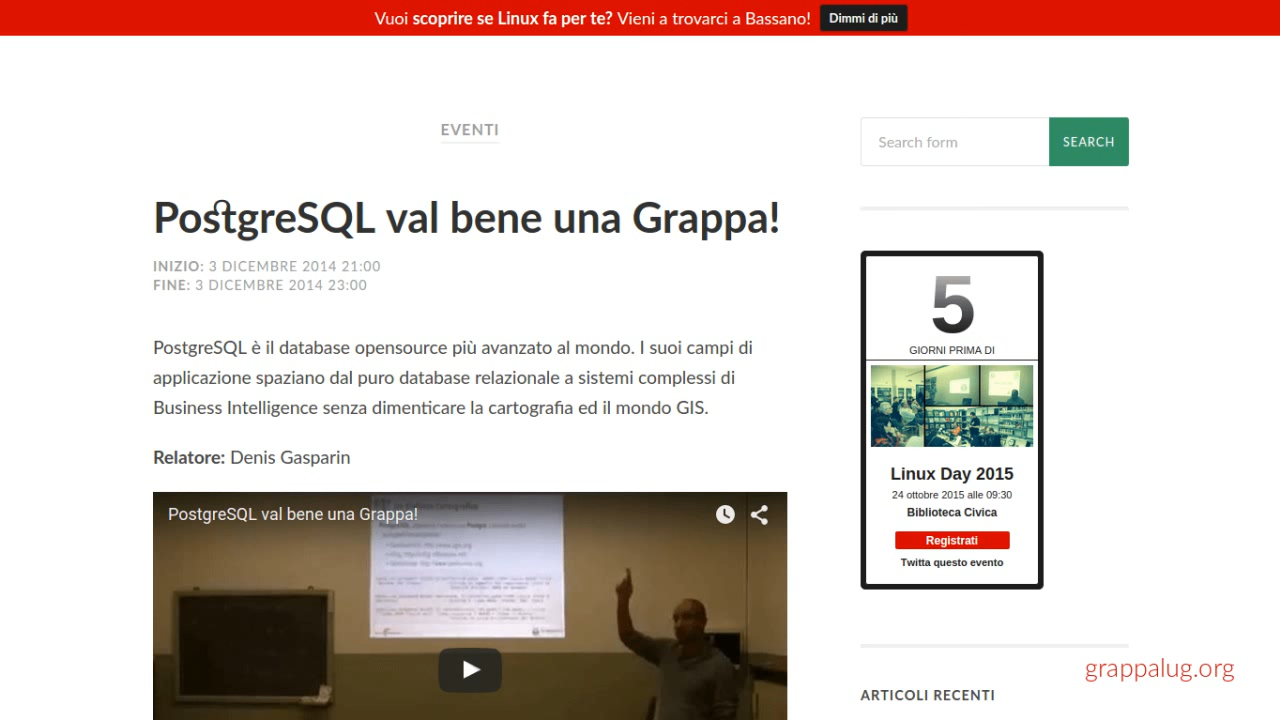 Vuoi scoprire se Linux fa per te? Vieni a trovarci a Bassano! Dimmi di più
EVENTI
PostgreSQL val bene una Grappa!
INIZIO: 3 DICEMBRE 2014 21:00
FINE: 3 DICEMBRE 2014 23:00
PostgreSQL è il database opensource più avanzato al mondo. I suoi campi di
applicazione spaziano dal puro database relazionale a sistemi complessi di
Business Intelligence senza dimenticare la cartografia ed il mondo GIS.
Relatore: Denis Gasparin
PostgreSQL val bene una Grappa!
Search form SEARCH
5
GIORNI PRIMA DI
Linux Day 2015
24 ottobre 2015 alle 09:30
Biblioteca Civica
Registrati
Twitta questo evento
grappalug.org
ARTICOLI RECENTI